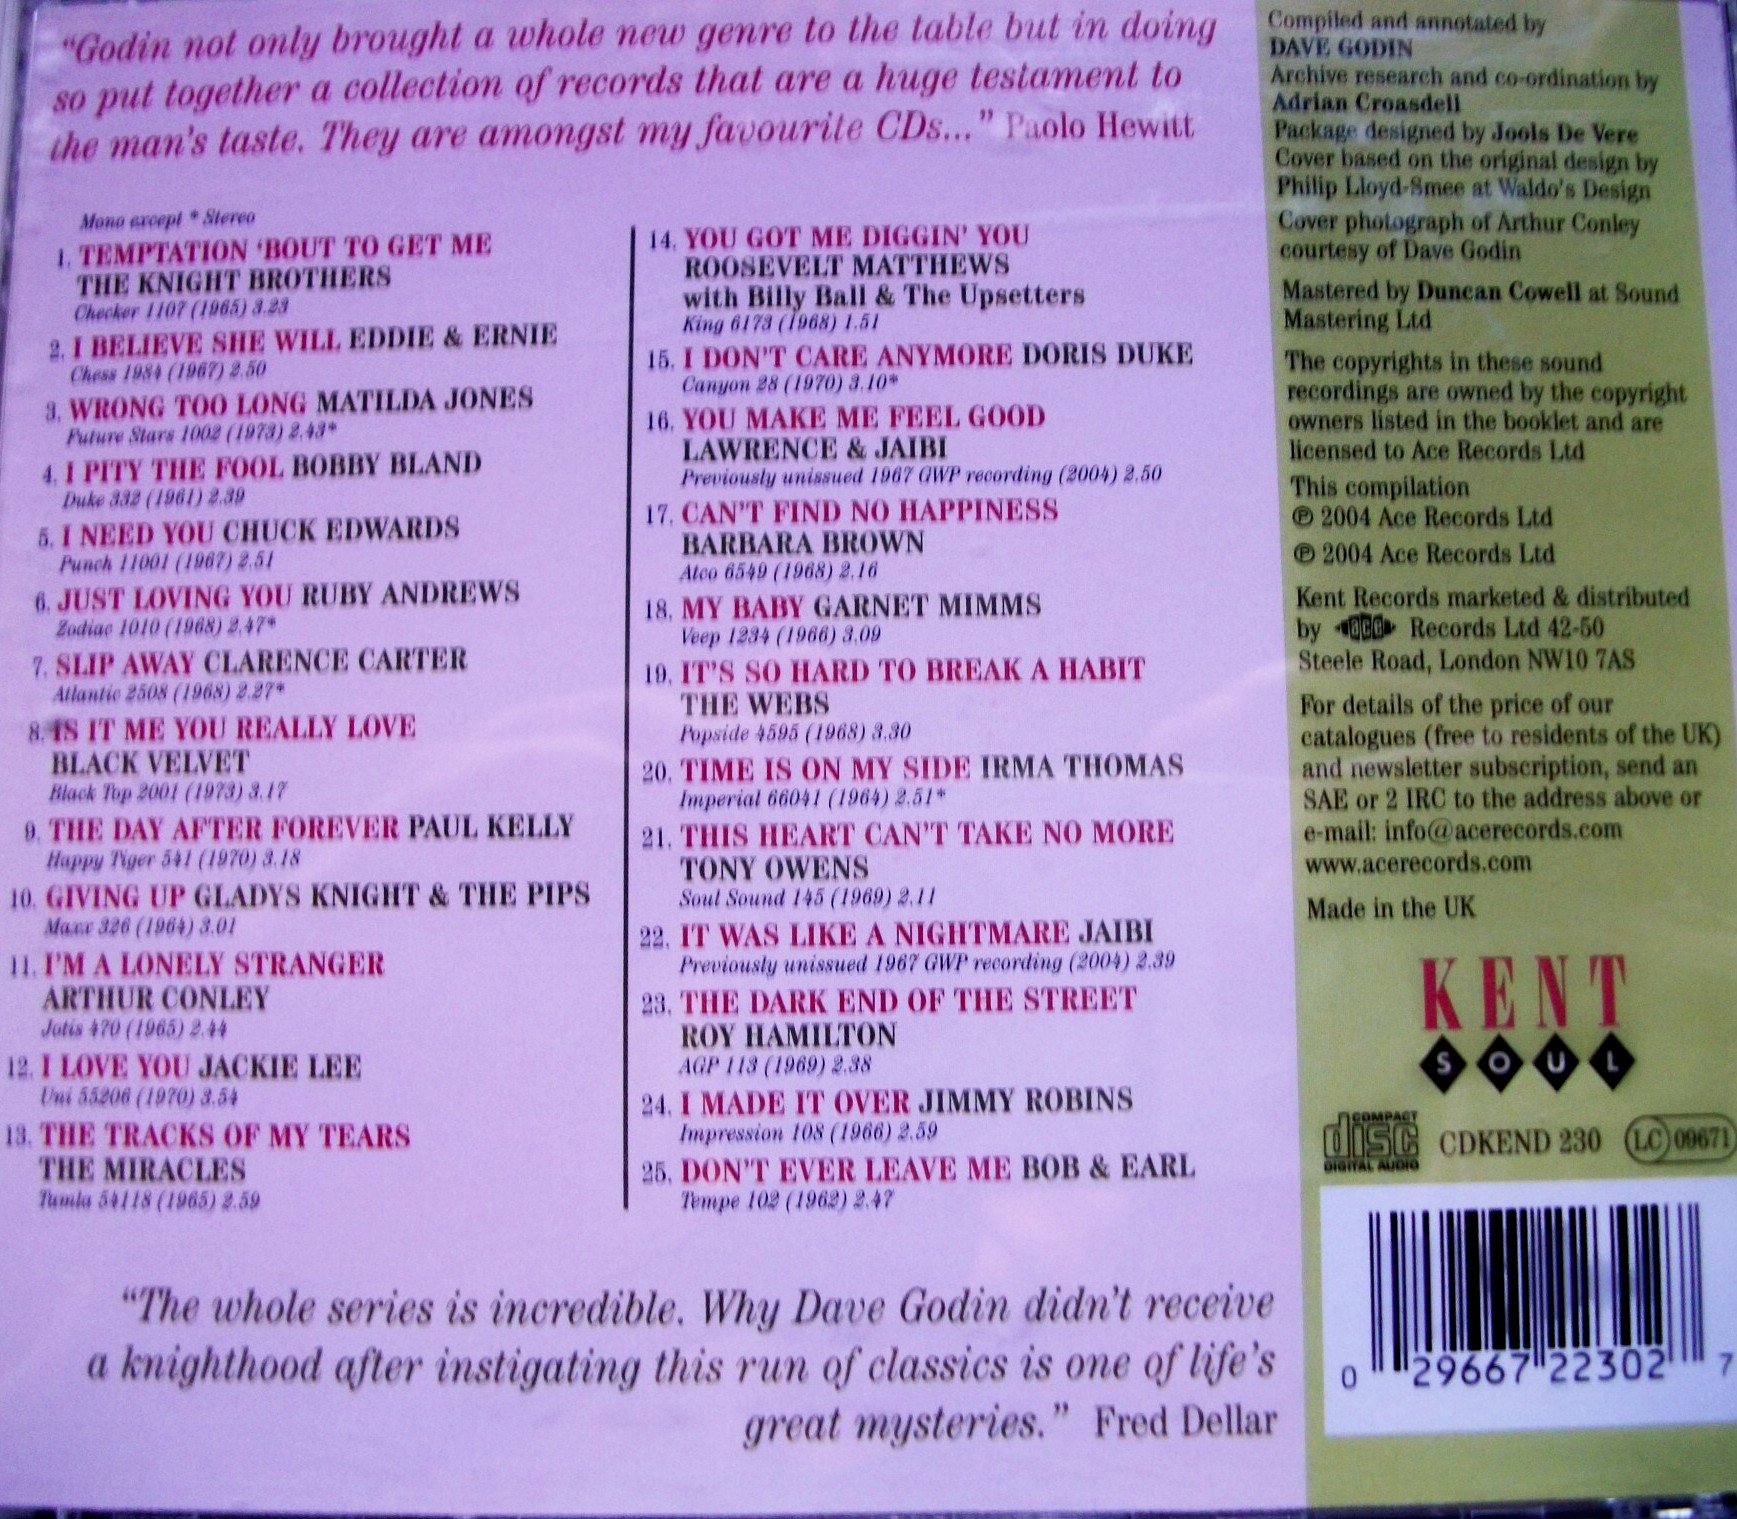 "Godin not only brought a whole new genre to the table but in doing
so put together a collection of records that are a huge testament to
the man's taste. They are amongst my favourite CDs..." Paolo Hewitt
Mono except * Stereo
1. TEMPTATION 'BOUT TO GET ME
THE KNIGHT BROTHERS
Checker 1107 (1965) 3.23
2. I BELIEVE SHE WILL EDDIE & ERNIE
Chess 1984 (1967) 2.50
3. WRONG TOO LONG MATILDA JONES
Future Stars 1002 (1973) 2.43*
4. I PITY THE FOOL BOBBY BLAND
Duke 332 (1961) 2.39
5. I NEED YOU CHUCK EDWARDS
Punch 11001 (1967) 2.51
6. JUST LOVING YOU RUBY ANDREWS
Zodiac 1010 (1968) 2.47*
7. SLIP AWAY CLARENCE CARTER
Atlantic 2508 (1968) 2.27*
8. IS IT ME YOU REALLY LOVE
BLACK VELVET
Black Top 2001 (1973) 3.17
9. THE DAY AFTER FOREVER PAUL KELLY
Happy Tiger 541 (1970) 3.18
10. GIVING UP GLADYS KNIGHT & THE PIPS
Maxx 326 (1964) 3.01
11. I'M A LONELY STRANGER
ARTHUR CONLEY
Jotis 470 (1965) 2.44
12. I LOVE YOU JACKIE LEE
Uni 55206 (1970) 3.54
13. THE TRACKS OF MY TEARS
THE MIRACLES
Tamla 54118 (1965) 2.59
14. YOU GOT ME DIGGIN' YOU
ROOSEVELT MATTHEWS
with Billy Ball & The Upsetters
King 6173 (1968) 1.51
15. I DON'T CARE ANYMORE DORIS DUKE
Canyon 28 (1970) 3.10*
16. YOU MAKE ME FEEL GOOD
LAWRENCE & JAIBI
Previously unissued 1967 GWP recording (2004) 2.50
17. CAN'T FIND NO HAPPINESS
BARBARA BROWN
Atco 6549 (1968) 2.16
18. MY BABY GARNET MIMMS
Veep 1234 (1966) 3.09
19. IT'S SO HARD TO BREAK A HABIT
THE WEBS
Popside 4595 (1968) 3.30
20. TIME IS ON MY SIDE IRMA THOMAS
Imperial 66041 (1964) 2.51*
21. THIS HEART CAN'T TAKE NO MORE
TONY OWENS
Soul Sound 145 (1969) 2.11
22. IT WAS LIKE A NIGHTMARE JAIBI
Previously unissued 1967 GWP recording (2004) 2.39
23. THE DARK END OF THE STREET
ROY HAMILTON
AGP 113 (1969) 2.38
24. I MADE IT OVER JIMMY ROBINS
Impression 108 (1966) 2.59
25. DON'T EVER LEAVE ME BOB & EARL
Tempe 102 (1962) 2.47
"The whole series is incredible. Why Dave Godin didn't receive
a knighthood after instigating this run of classics is one of life's
great mysteries." Fred Dellar
Compiled and annotated by
DAVE GODIN
Archive research and co-ordination by
Adrian Croasdell
Package designed by Jools De Vere
Cover based on the original design by
Philip Lloyd-Smee at Waldo's Design
Cover photograph of Arthur Conley
courtesy of Dave Godin
Mastered by Duncan Cowell at Sound
Mastering Ltd
The copyrights in these sound
recordings are owned by the copyright
owners listed in the booklet and are
licensed to Ace Records Ltd
This compilation
℗ 2004 Ace Records Ltd
℗ 2004 Ace Records Ltd
Kent Records marketed & distributed
by ACE Records Ltd 42-50
Steele Road, London NW10 7AS
For details of the price of our
catalogues (free to residents of the UK)
and newsletter subscription, send an
SAE or 2 IRC to the address above or
e-mail: info@acerecords.com
www.acerecords.com
Made in the UK
KENT
SOUL
COMPACT
disc
DIGITAL AUDIO
CDKEND 230
LC 09671
0 29667 22302 7